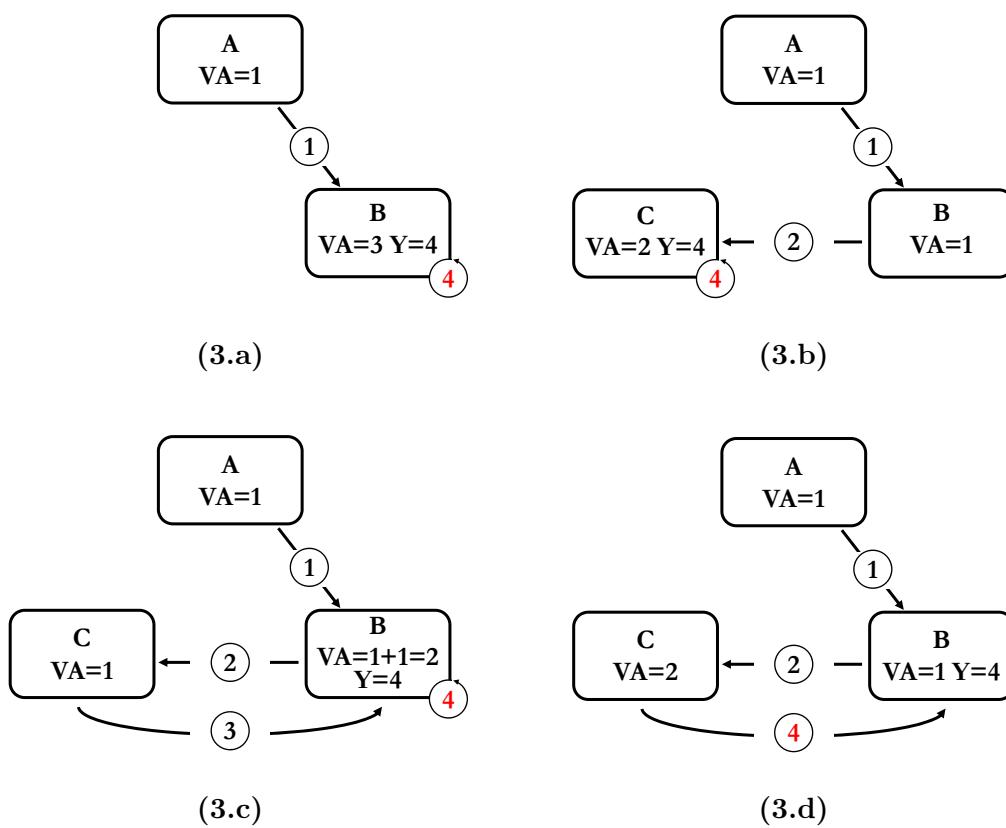 A
VA=1
1
B
VA=3 Y=4
4
(3.a)
A
VA=1
1
C
VA=2 Y=4
4
2
B
VA=1
(3.b)
A
VA=1
1
C
VA=1
2
B
VA=1+1=2
Y=4
4
3
(3.c)
A
VA=1
1
C
VA=2
2
B
VA=1 Y=4
4
(3.d)